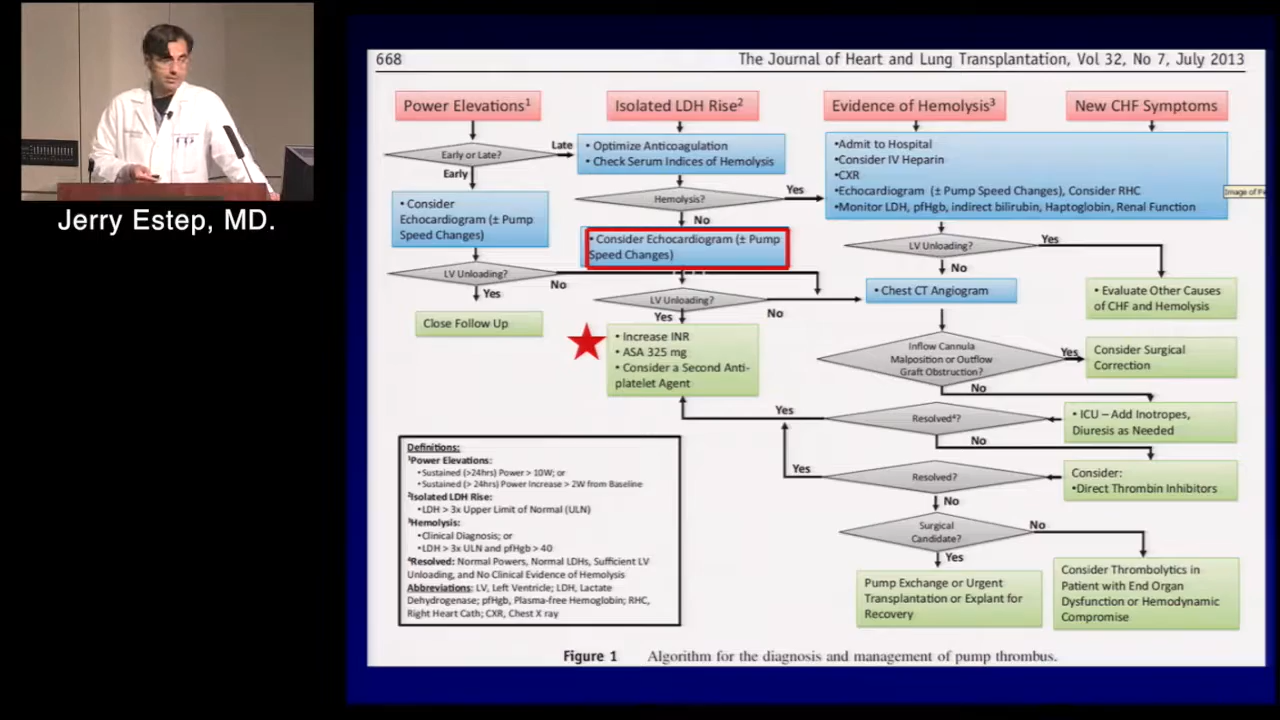 Jerry Estep, MD.
668
The Journal of Heart and Lung Transplantation, Vol 32, No 7, July 2013
Power Elevations¹
Isolated LDH Rise²
Evidence of Hemolysis³
New CHF Symptoms
Early or Late?
Late
Early
• Optimize Anticoagulation
• Check Serum Indices of Hemolysis
•Admit to Hospital
•Consider IV Heparin
•CXR
•Echocardiogram (± Pump Speed Changes), Consider RHC
•Monitor LDH, pfHgb, indirect bilirubin, Haptoglobin, Renal Function
Image of
• Consider
Echocardiogram (± Pump
Speed Changes)
Hemolysis?
Yes
No
• Consider Echocardiogram (± Pump
Speed Changes)
LV Unloading?
Yes
No
LV Unloading?
Yes
No
LV Unloading?
Yes
No
Close Follow Up
• Increase INR
• ASA 325 mg
• Consider a Second Anti-
platelet Agent
• Chest CT Angiogram
• Evaluate Other Causes
of CHF and Hemolysis
Inflow Cannula
Malposition or Outflow
Graft Obstruction?
Yes
No
Consider Surgical
Correction
Resolved⁴?
Yes
No
• ICU – Add Inotropes,
Diuresis as Needed
Resolved?
Yes
No
Consider:
•Direct Thrombin Inhibitors
Surgical
Candidate?
No
Yes
Pump Exchange or Urgent
Transplantation or Explant for
Recovery
Consider Thrombolytics in
Patient with End Organ
Dysfunction or Hemodynamic
Compromise
Definitions:
¹Power Elevations:
•Sustained (>24hrs) Power > 10W; or
•Sustained (> 24hrs) Power Increase > 2W from Baseline
²Isolated LDH Rise:
•LDH > 3x Upper Limit of Normal (ULN)
³Hemolysis:
•Clinical Diagnosis; or
•LDH > 3x ULN and pfHgb > 40
⁴Resolved: Normal Powers, Normal LDHs, Sufficient LV
Unloading, and No Clinical Evidence of Hemolysis
Abbreviations: LV, Left Ventricle; LDH, Lactate
Dehydrogenase; pfHgb, Plasma-free Hemoglobin; RHC,
Right Heart Cath; CXR, Chest X ray
Figure 1 Algorithm for the diagnosis and management of pump thrombus.